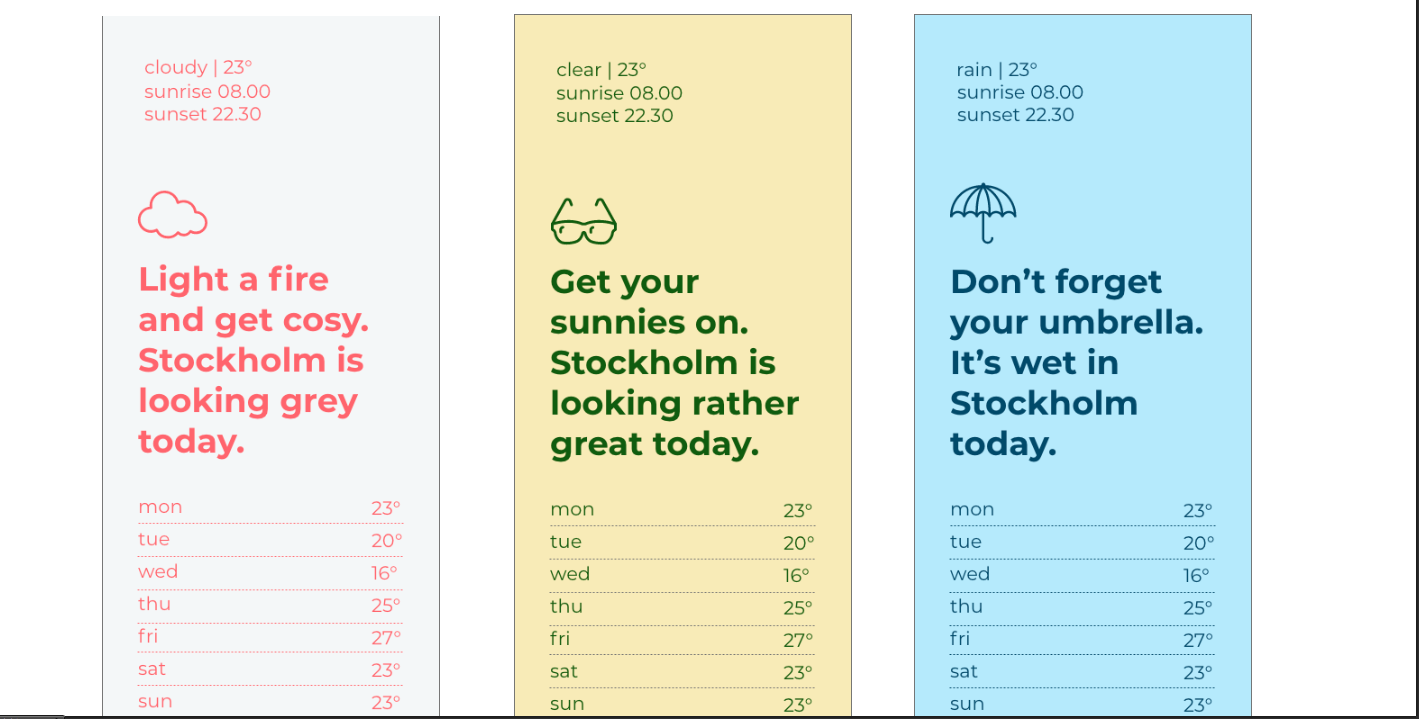 cloudy | 23°
sunrise 08.00
sunset 22.30
Light a fire
and get cosy.
Stockholm is
looking grey
today.
mon 23°
tue 20°
wed 16°
thu 25°
fri 27°
sat 23°
sun 23°
clear | 23°
sunrise 08.00
sunset 22.30
Get your
sunnies on.
Stockholm is
looking rather
great today.
mon 23°
tue 20°
wed 16°
thu 25°
fri 27°
sat 23°
sun 23°
rain | 23°
sunrise 08.00
sunset 22.30
Don’t forget
your umbrella.
It’s wet in
Stockholm
today.
mon 23°
tue 20°
wed 16°
thu 25°
fri 27°
sat 23°
sun 23°